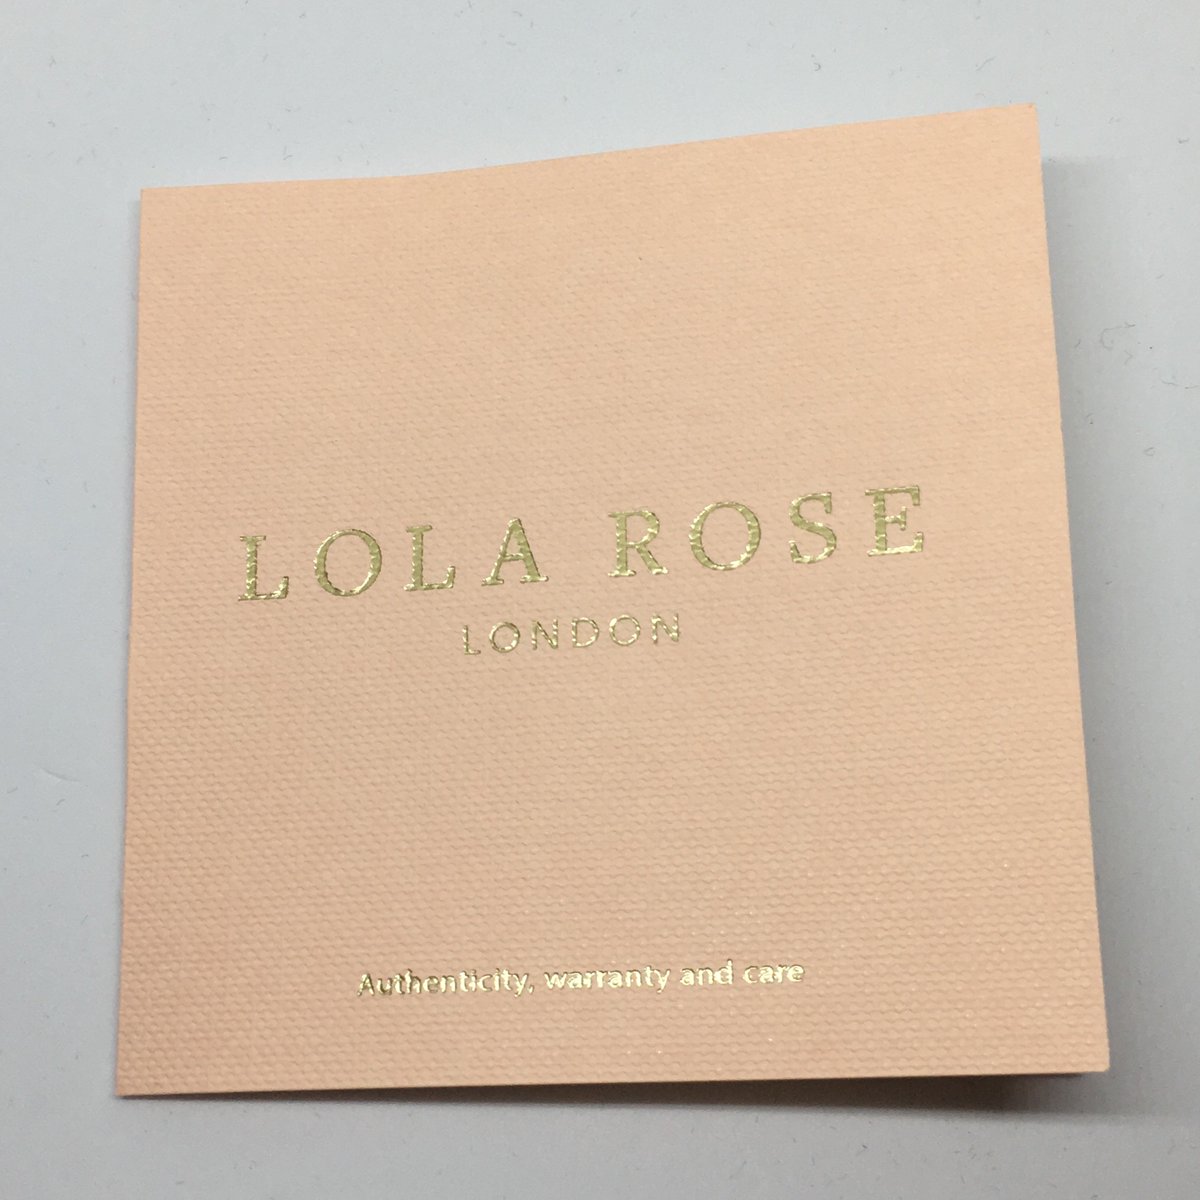 LOLA ROSE
LONDON
Authenticity, warranty and care